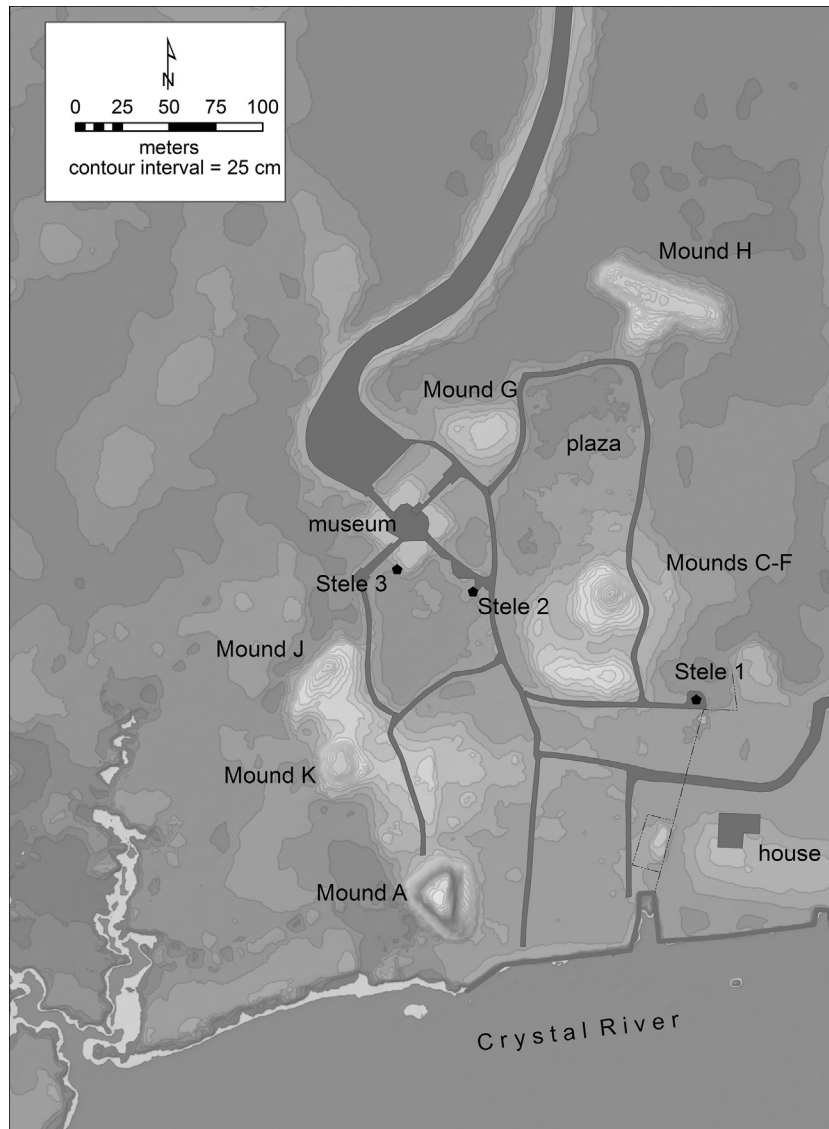 N
0 25 50 75 100
meters
contour interval = 25 cm
Mound H
Mound G
plaza
museum
Mounds C-F
Stele 3
Stele 2
Mound J
Stele 1
Mound K
house
Mound A
Crystal River